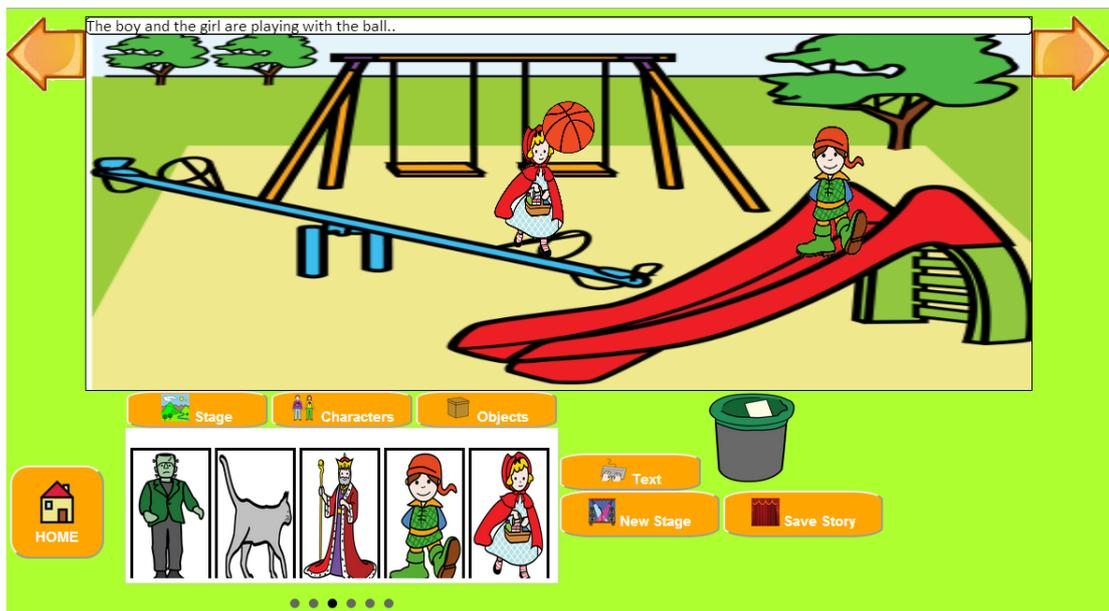 The boy and the girl are playing with the ball..
Stage
Characters
Objects
Text
HOME
New Stage
Save Story